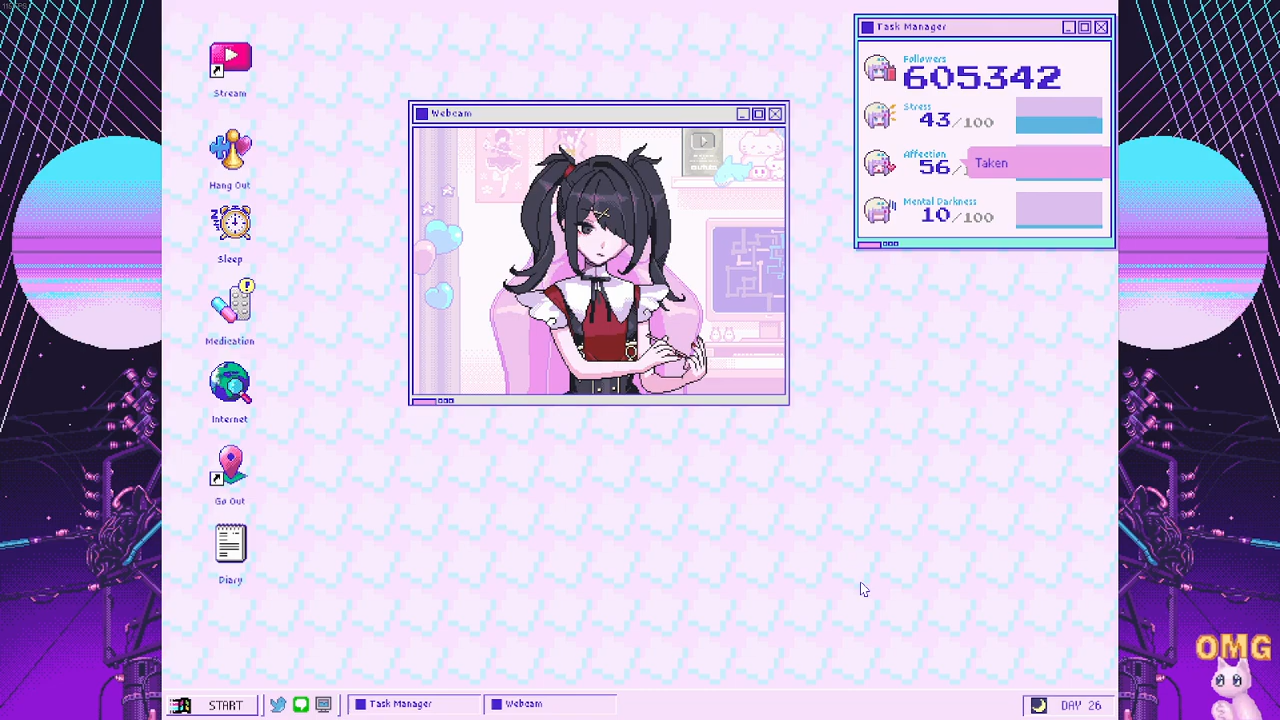 Stream
Hang Out
Sleep
Medication
Internet
Go Out
Diary
Webcam
Task Manager
Followers
605342
Stress
43/100
Affection
56/1
Taken
Mental Darkness
10/100
START
Task Manager
Webcam
DAY 26
OMG